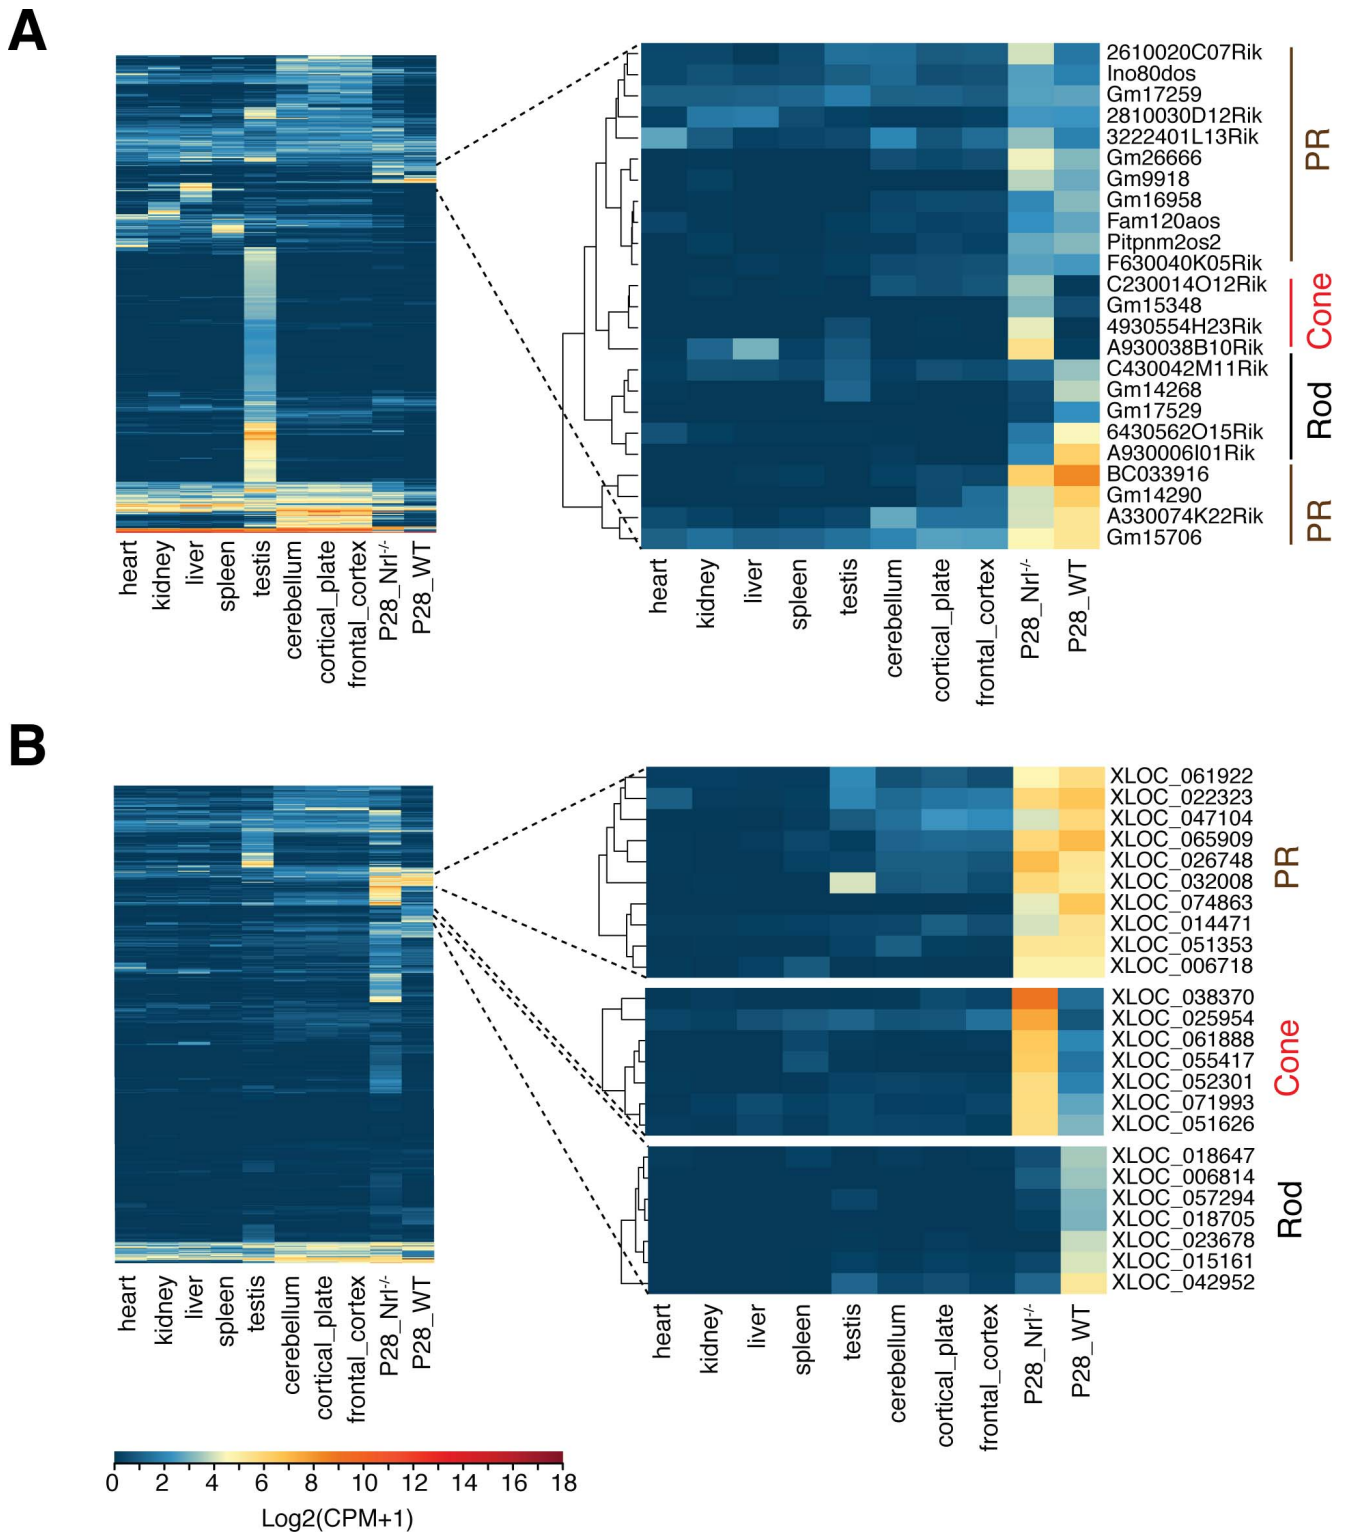 A
2610020C07Rik
Ino80dos
Gm17259
2810030D12Rik
3222401L13Rik
Gm26666
Gm9918
Gm16958
Fam120aos
Pitpnm2os2
F630040K05Rik
C230014O12Rik
Gm15348
4930554H23Rik
A930038B10Rik
C430042M11Rik
Gm14268
Gm17529
6430562O15Rik
A930006I01Rik
BC033916
Gm14290
A330074K22Rik
Gm15706
PR
Cone
Rod
PR
heart
kidney
liver
spleen
testis
cerebellum
cortical_plate
frontal_cortex
P28_Nrl-/-
P28_WT
heart
kidney
liver
spleen
testis
cerebellum
cortical_plate
frontal_cortex
P28_Nrl-/-
P28_WT
B
XLOC_061922
XLOC_022323
XLOC_047104
XLOC_065909
XLOC_026748
XLOC_032008
XLOC_074863
XLOC_014471
XLOC_051353
XLOC_006718
PR
XLOC_038370
XLOC_025954
XLOC_061888
XLOC_055417
XLOC_052301
XLOC_071993
XLOC_051626
Cone
XLOC_018647
XLOC_006814
XLOC_057294
XLOC_018705
XLOC_023678
XLOC_015161
XLOC_042952
Rod
heart
kidney
liver
spleen
testis
cerebellum
cortical_plate
frontal_cortex
P28_Nrl-/-
P28_WT
heart
kidney
liver
spleen
testis
cerebellum
cortical_plate
frontal_cortex
P28_Nrl-/-
P28_WT
0 2 4 6 8 10 12 14 16 18
Log2(CPM+1)